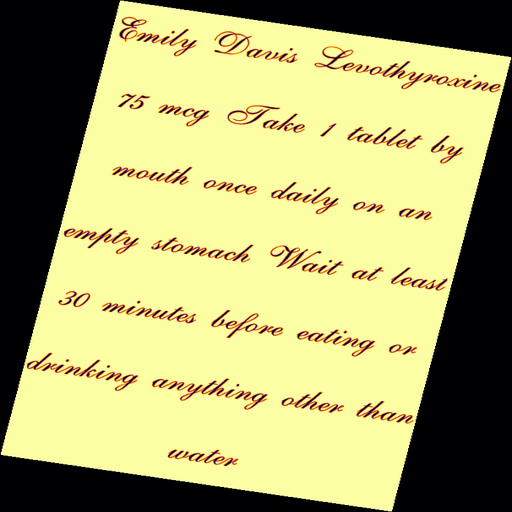 Emily Davis Levothyroxine
75 mcg Take 1 tablet by
mouth once daily on an
empty stomach Wait at least
30 minutes before eating or
drinking anything other than
water